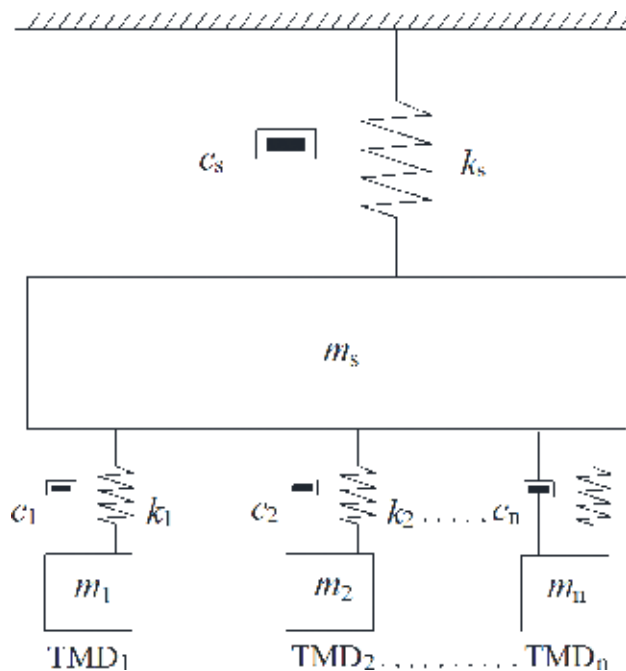 cs ks
ms
c1 k1 c2 k2 ...... cn
m1 m2 mn
TMD1 TMD2 ......... TMDn